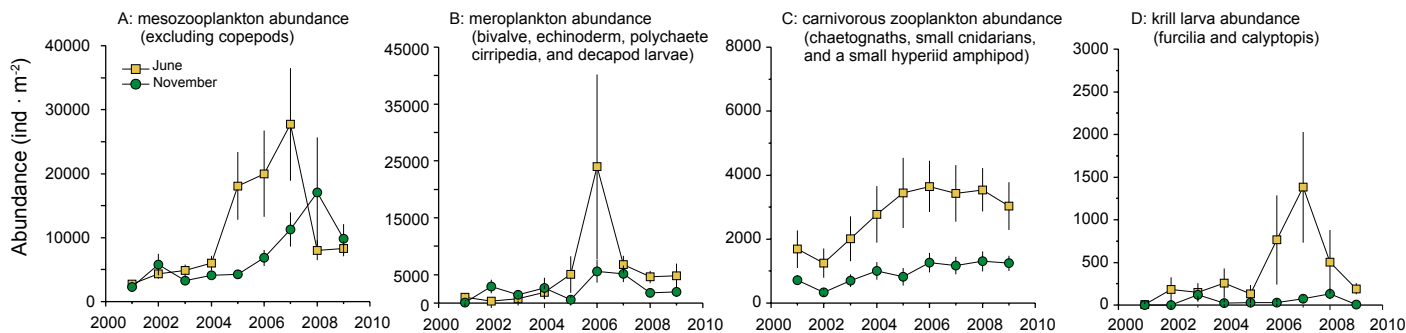 A: mesozooplankton abundance
(excluding copepods)
B: meroplankton abundance
(bivalve, echinoderm, polychaete
cirripedia, and decapod larvae)
C: carnivorous zooplankton abundance
(chaetognaths, small cnidarians,
and a small hyperiid amphipod)
D: krill larva abundance
(furcilia and calyptopis)
Abundance (ind · m-2)
June
November
40000
30000
20000
10000
0
2000 2002 2004 2006 2008 2010
45000
35000
25000
15000
5000
0
2000 2002 2004 2006 2008 2010
8000
6000
4000
2000
0
2000 2002 2004 2006 2008 2010
3000
2500
2000
1500
1000
500
0
2000 2002 2004 2006 2008 2010